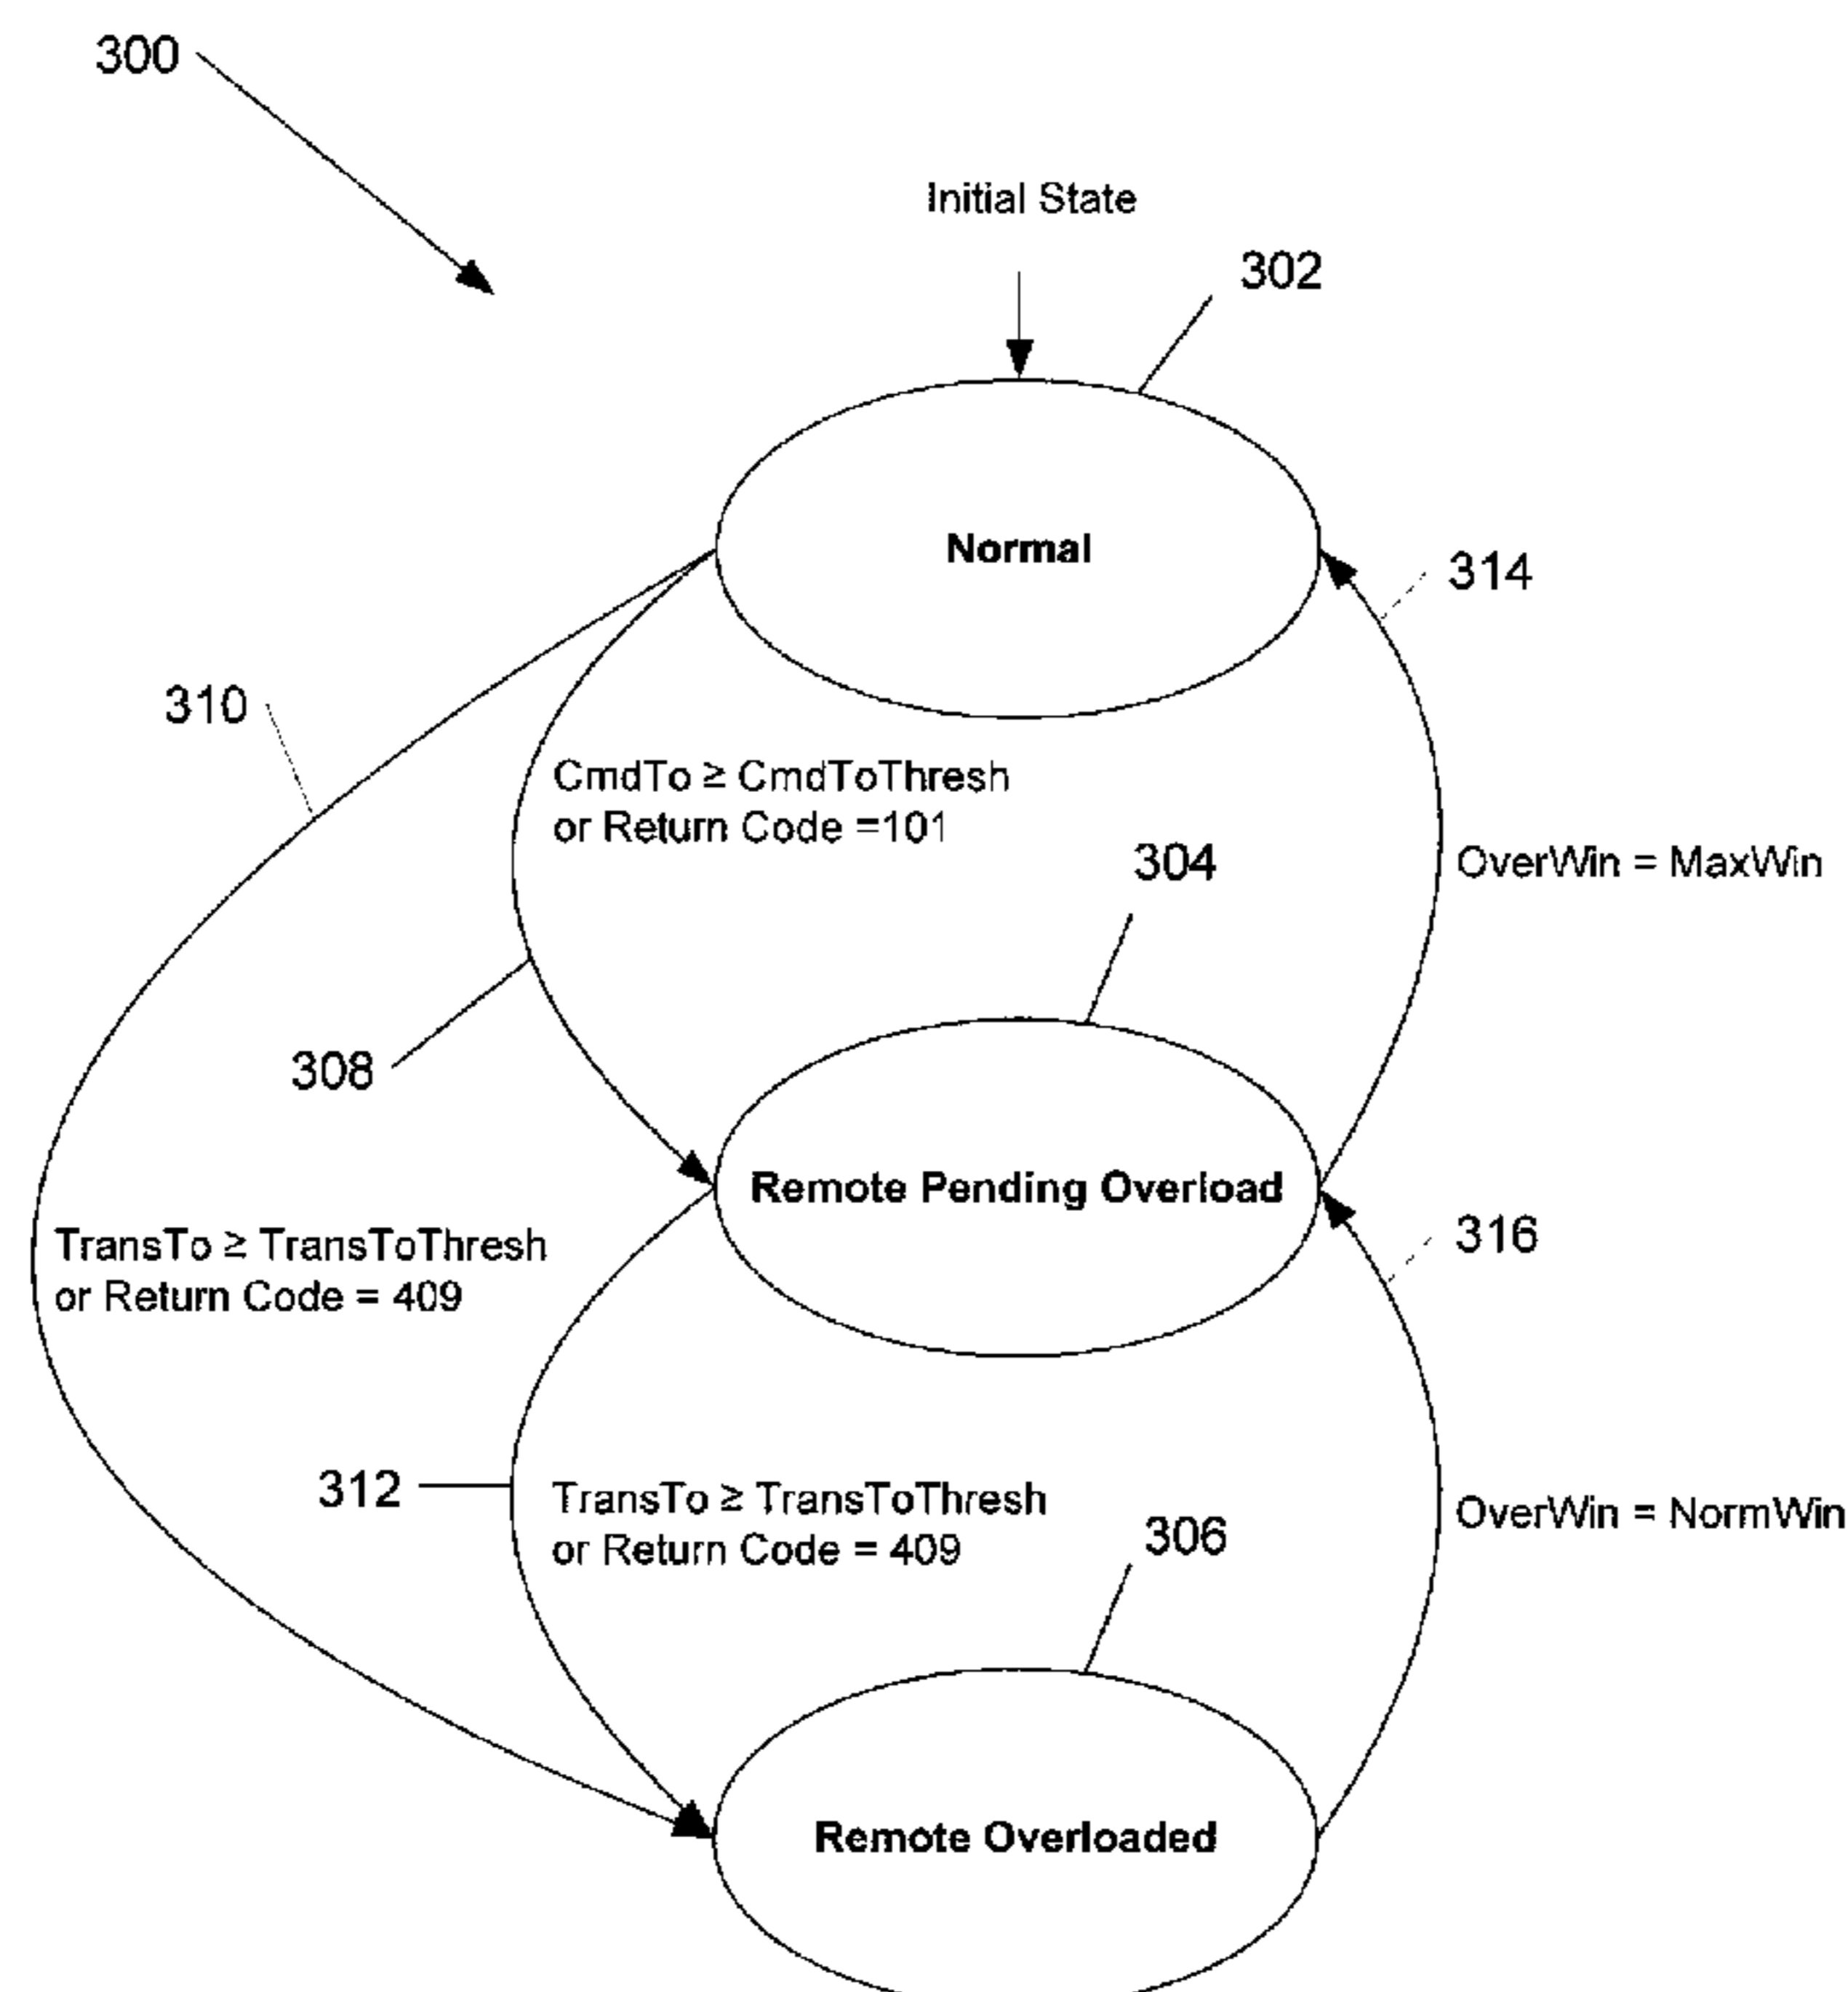 300
Initial State
302
Normal
314
310
CmdTo ≥ CmdToThresh
or Return Code =101
304
OverWin = MaxWin
308
Remote Pending Overload
316
TransTo ≥ TransToThresh
or Return Code = 409
312
TransTo ≥ TransToThresh
or Return Code = 409
306
OverWin = NormWin
Remote Overloaded